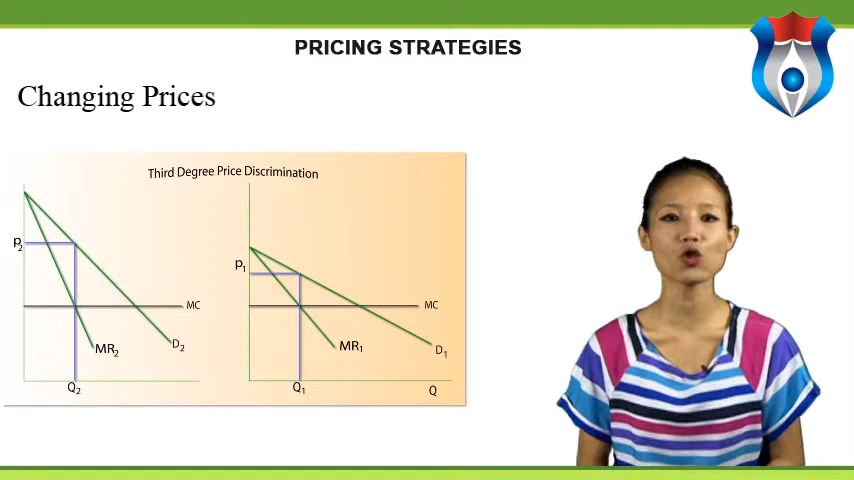 PRICING STRATEGIES
Changing Prices
Third Degree Price Discrimination
P2
MC
MR2
D2
Q2
P1
MC
MR1
D1
Q1
Q